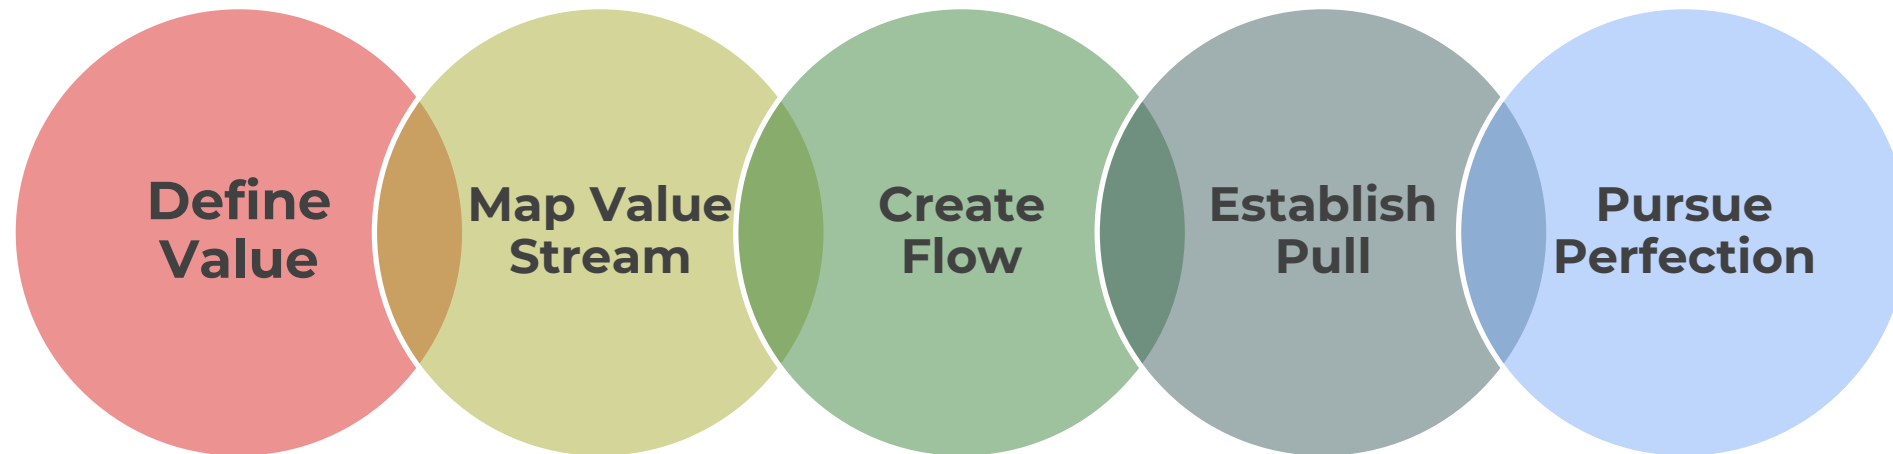 Define
Value
Map Value
Stream
Create
Flow
Establish
Pull
Pursue
Perfection